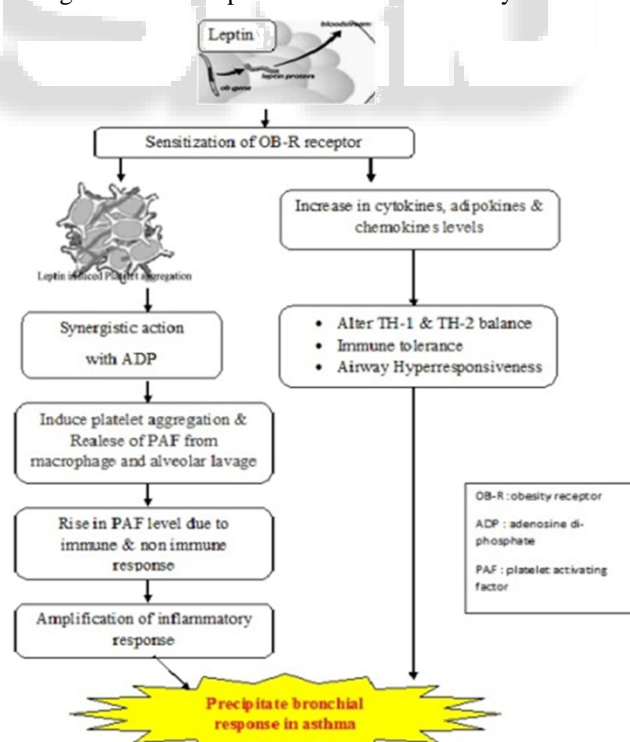 Leptin
bloodstream
leptin protein
ob gene
Sensitization of OB-R receptor
Leptin induced Platelet aggregation
Increase in cytokines, adipokines &
chemokines levels
Synergistic action
with ADP
• Alter TH-1 & TH-2 balance
• Immune tolerance
• Airway Hyperresponsiveness
Induce platelet aggregation &
Realese of PAF from
macrophage and alveolar lavage
Rise in PAF level due to
immune & non immune
response
Amplification of inflammatory
response
OB-R : obesity receptor
ADP : adenosine di-
phosphate
PAF : platelet activating
factor
Precipitate bronchial
response in asthma